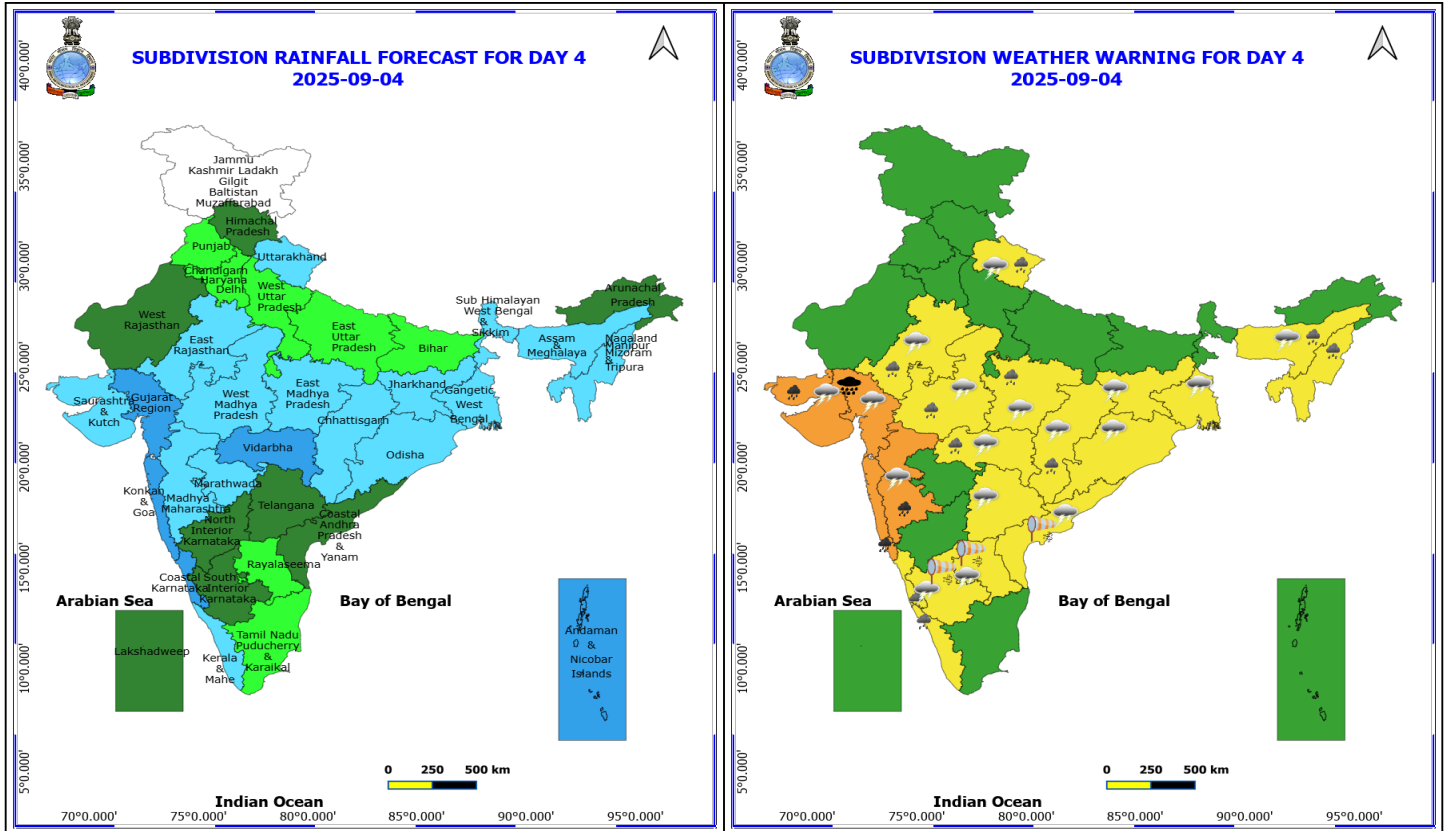 SUBDIVISION RAINFALL FORECAST FOR DAY 4
2025-09-04
40°0.000'
35°0.000'
30°0.000'
25°0.000'
20°0.000'
15°0.000'
10°0.000'
5°0.000'
Jammu
Kashmir Ladakh
Gilgit
Baltistan
Muzaffarabad
Himachal
Pradesh
Punjab
Uttarakhand
Chandigarh
Haryana
Delhi
West
Uttar
Pradesh
West
Rajasthan
East
Rajasthan
East
Uttar
Pradesh
Bihar
Sub Himalayan
West Bengal
&
Sikkim
Arunachal
Pradesh
Assam
&
Meghalaya
Nagaland
Manipur
Mizoram
&
Tripura
Saurashtra
&
Kutch
Gujarat
Region
West
Madhya
Pradesh
East
Madhya
Pradesh
Jharkhand
Gangetic
West
Bengal
Chhattisgarh
Vidarbha
Odisha
Konkan
&
Goa
Madhya
Maharashtra
Marathwada
Telangana
North
Interior
Karnataka
Coastal
Andhra
Pradesh
&
Yanam
Rayalaseema
Coastal
Karnataka
South
Interior
Karnataka
Arabian Sea
Bay of Bengal
Lakshadweep
Kerala
&
Mahe
Tamil Nadu
Puducherry
&
Karaikal
Andaman
&
Nicobar
Islands
0 250 500 km
Indian Ocean
70°0.000' 75°0.000' 80°0.000' 85°0.000' 90°0.000' 95°0.000'
SUBDIVISION WEATHER WARNING FOR DAY 4
2025-09-04
40°0.000'
35°0.000'
30°0.000'
25°0.000'
20°0.000'
15°0.000'
10°0.000'
5°0.000'
Arabian Sea
Bay of Bengal
0 250 500 km
Indian Ocean
70°0.000' 75°0.000' 80°0.000' 85°0.000' 90°0.000' 95°0.000'